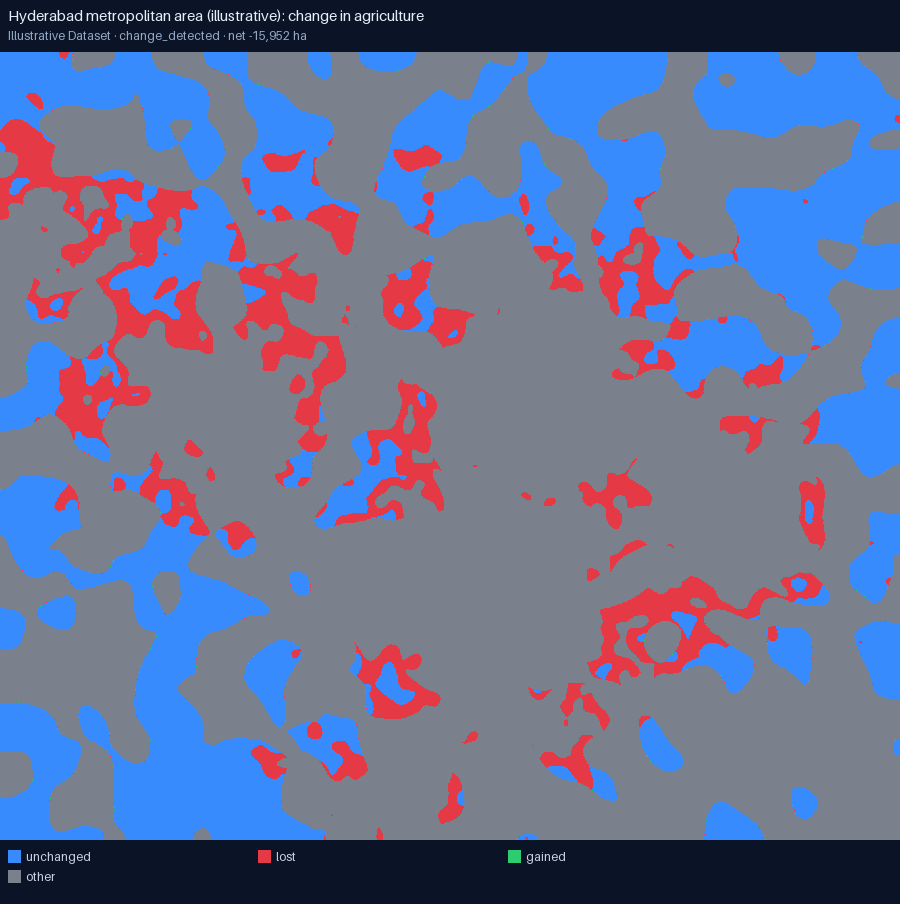 Hyderabad metropolitan area (illustrative): change in agriculture
Illustrative Dataset · change_detected · net -15,952 ha
unchanged
lost
gained
other